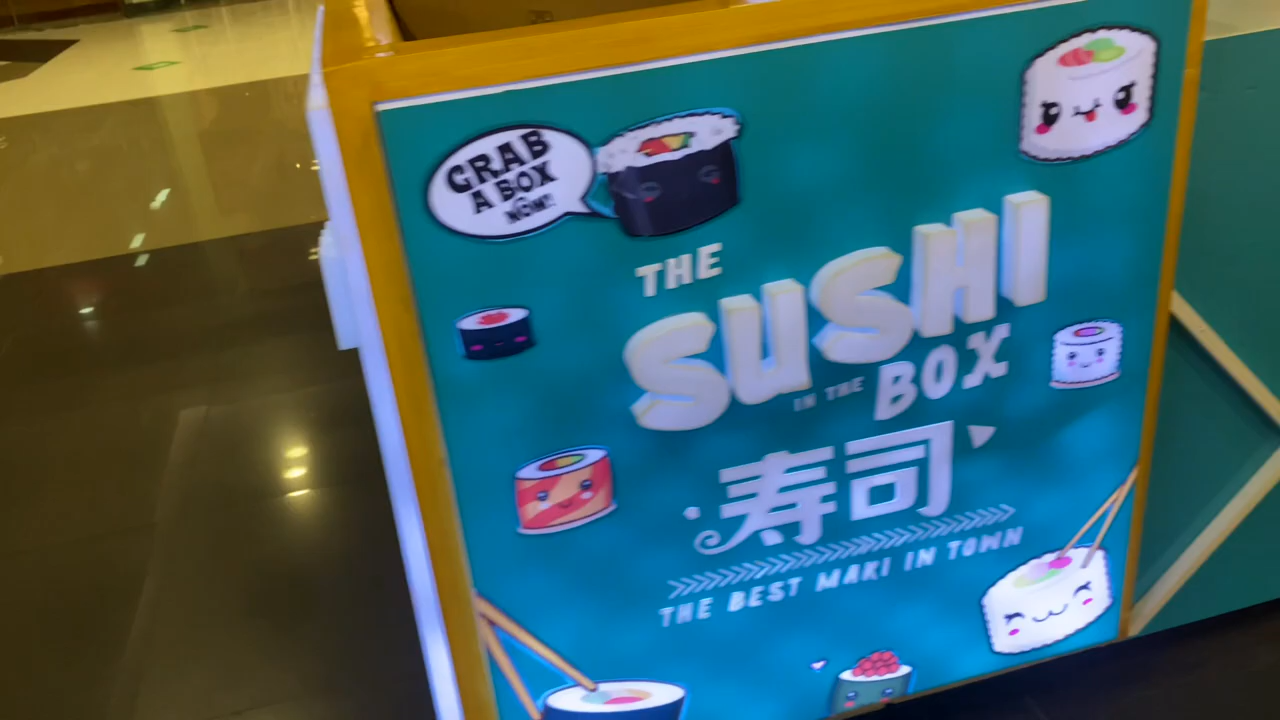 GRAB
A BOX
NOW!
THE
SUSHI
IN THE BOX
寿司
THE BEST MAKI IN TOWN